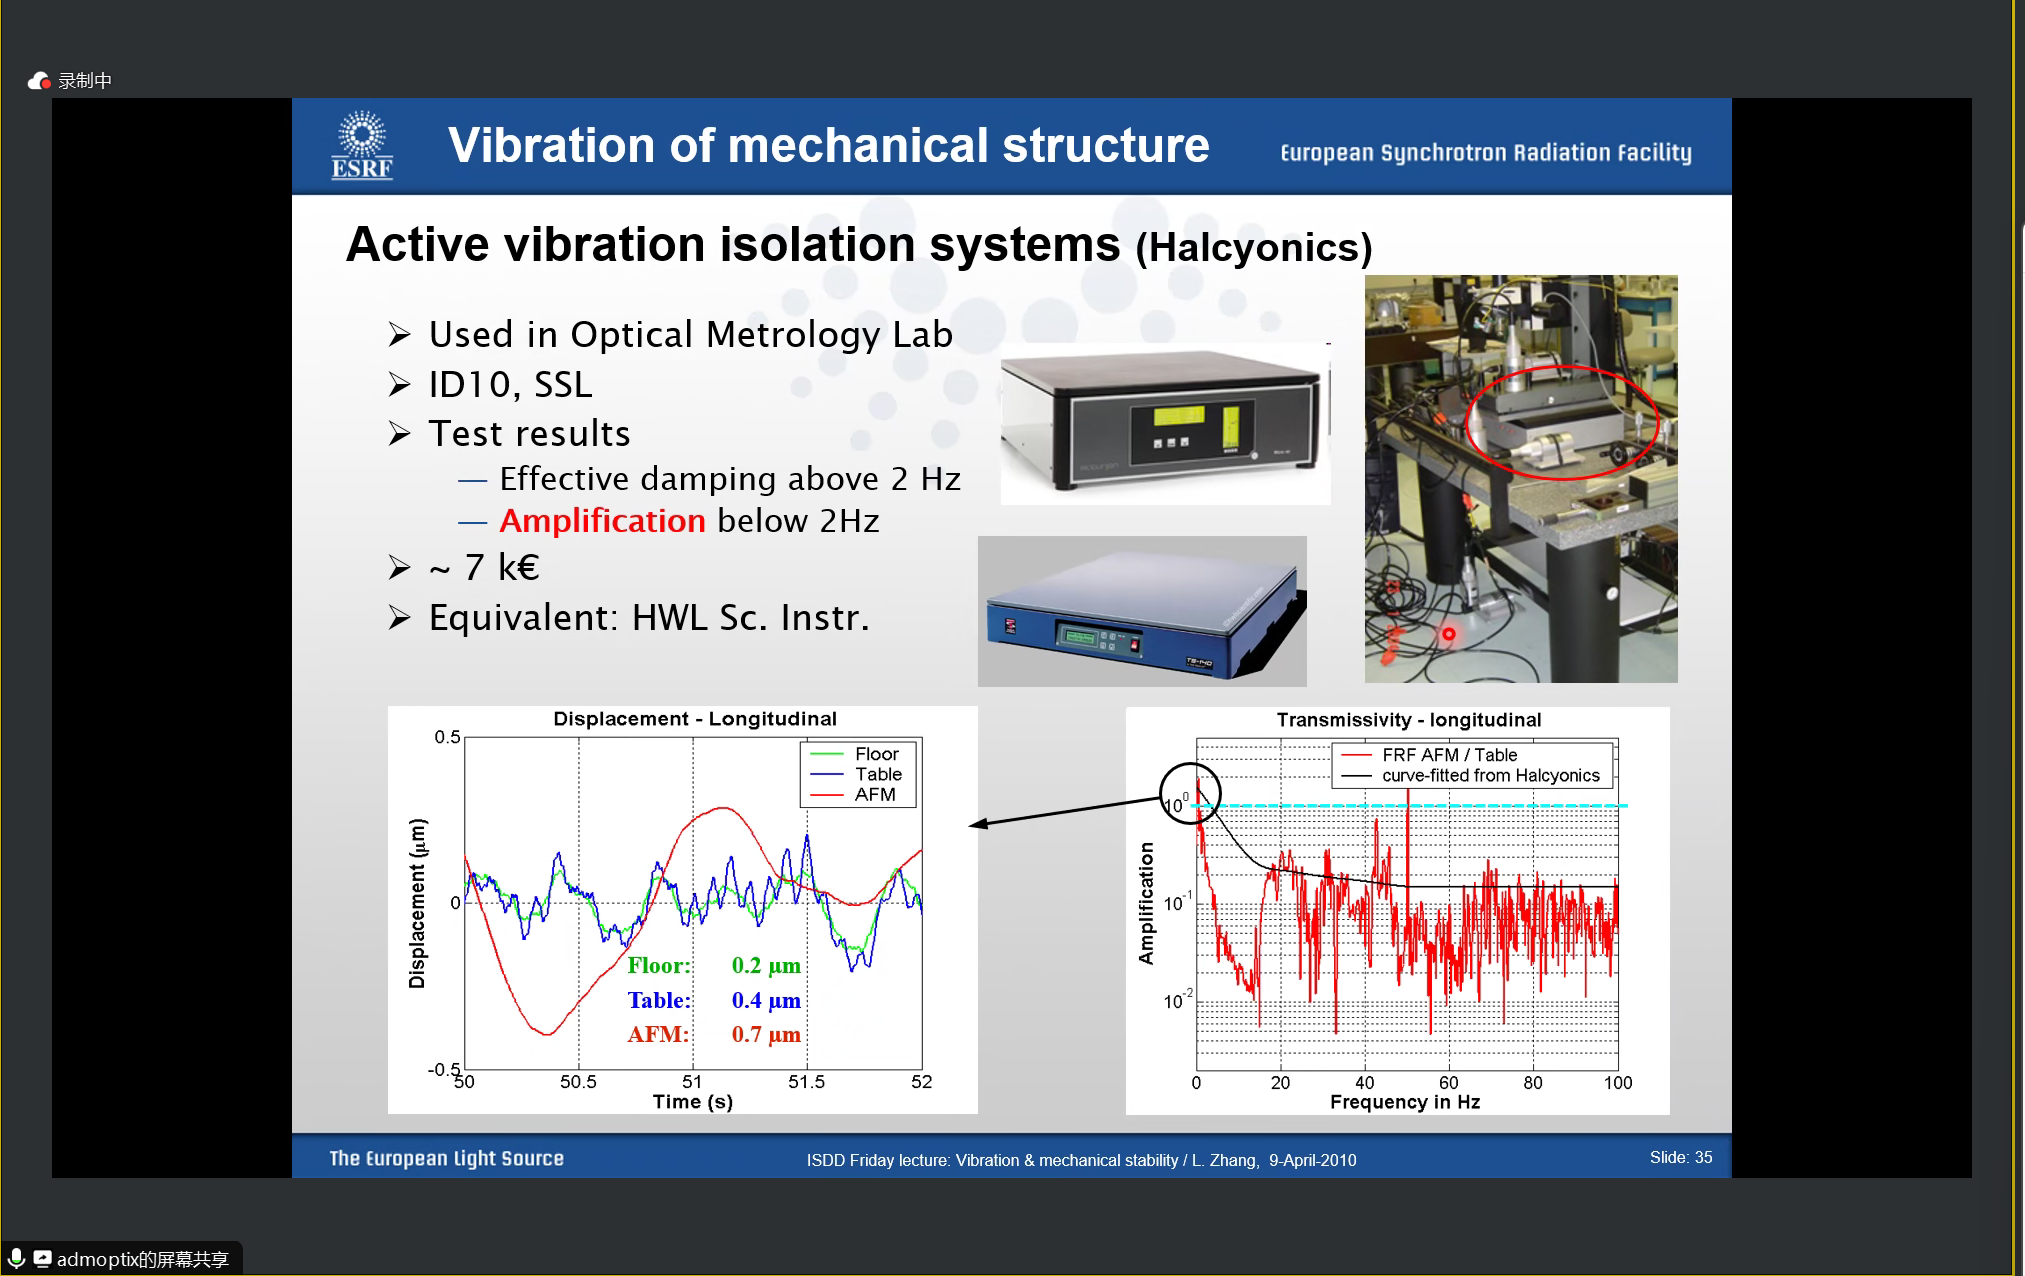 录制中
ESRF
Vibration of mechanical structure
European Synchrotron Radiation Facility
Active vibration isolation systems (Halcyonics)
Used in Optical Metrology Lab
ID10, SSL
Test results
— Effective damping above 2 Hz
— Amplification below 2Hz
~ 7 k€
Equivalent: HWL Sc. Instr.
TS-140
Displacement - Longitudinal
Floor
Table
AFM
0.5
0
-0.5
Displacement (µm)
Floor: 0.2 µm
Table: 0.4 µm
AFM: 0.7 µm
50 50.5 51 51.5 52
Time (s)
Transmissivity - longitudinal
FRF AFM / Table
curve-fitted from Halcyonics
10^0
10^-1
10^-2
Amplification
0 20 40 60 80 100
Frequency in Hz
The European Light Source
ISDD Friday lecture: Vibration & mechanical stability / L. Zhang, 9-April-2010
Slide: 35
admoptix的屏幕共享